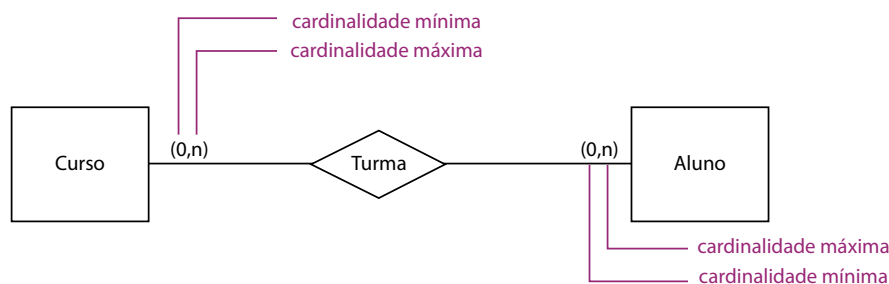 cardinalidade mínima
cardinalidade máxima
Curso
(0,n)
Turma
(0,n)
Aluno
cardinalidade máxima
cardinalidade mínima